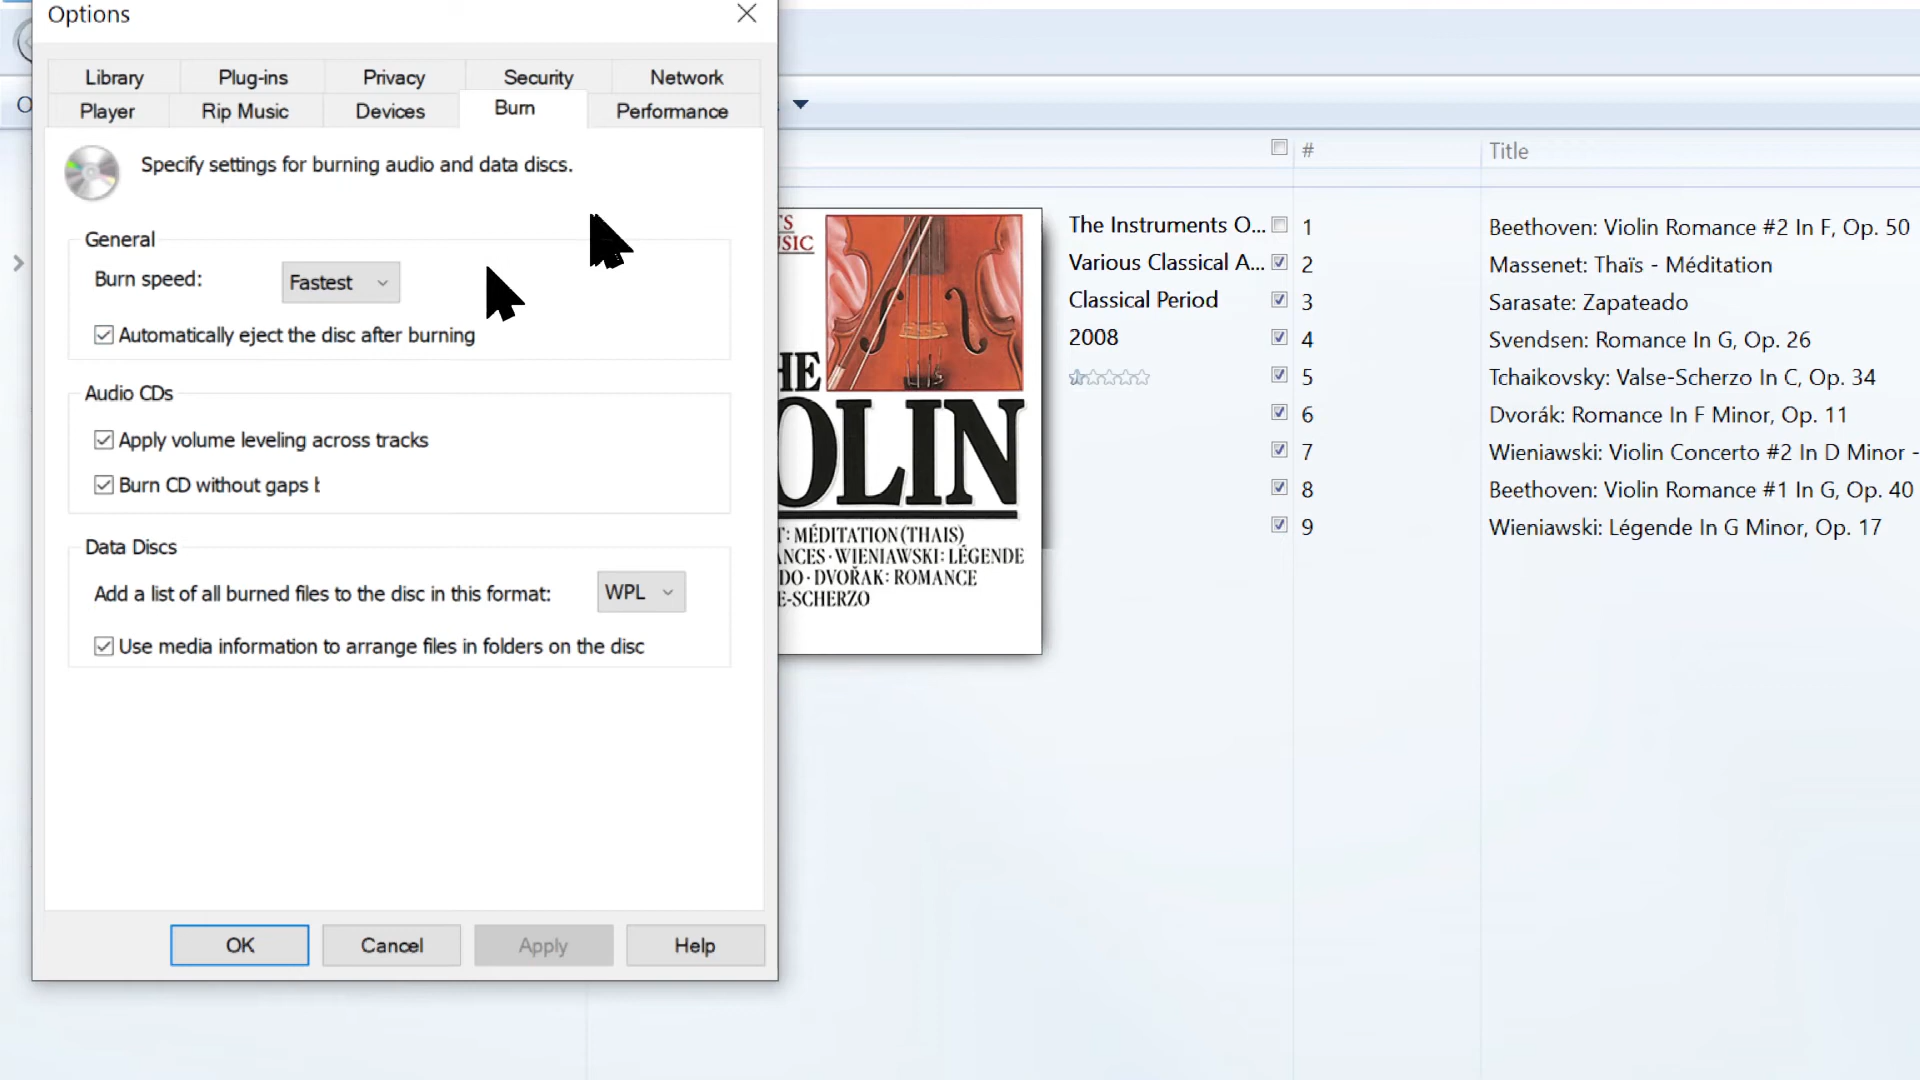 Options
Library Plug-ins Privacy Security Network
Player Rip Music Devices Burn Performance
Specify settings for burning audio and data discs.
General
Burn speed: Fastest
Automatically eject the disc after burning
Audio CDs
Apply volume leveling across tracks
Burn CD without gaps
Data Discs
Add a list of all burned files to the disc in this format: WPL
Use media information to arrange files in folders on the disc
OK Cancel Apply Help
# Title
The Instruments O...
Various Classical A...
Classical Period
2008
1 Beethoven: Violin Romance #2 In F, Op. 50
2 Massenet: Thaïs - Méditation
3 Sarasate: Zapateado
4 Svendsen: Romance In G, Op. 26
5 Tchaikovsky: Valse-Scherzo In C, Op. 34
6 Dvorák: Romance In F Minor, Op. 11
7 Wieniawski: Violin Concerto #2 In D Minor -
8 Beethoven: Violin Romance #1 In G, Op. 40
9 Wieniawski: Légende In G Minor, Op. 17
HE
OLIN
T: MÉDITATION (THAIS)
ANCES · WIENIAWSKI: LÉGENDE
DO · DVOŘAK: ROMANCE
E-SCHERZO